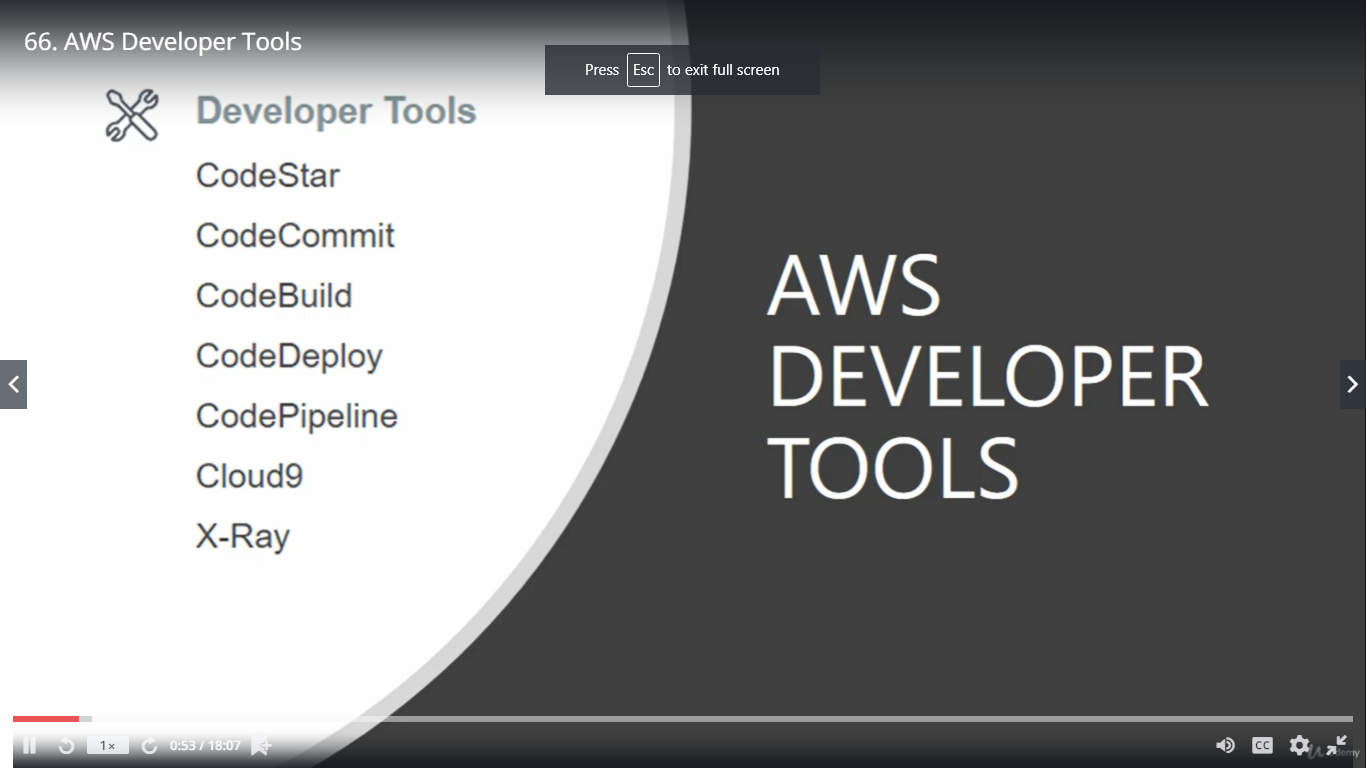 66. AWS Developer Tools
Press Esc to exit full screen
Developer Tools
CodeStar
CodeCommit
CodeBuild
CodeDeploy
CodePipeline
Cloud9
X-Ray
AWS
DEVELOPER
TOOLS
1×
0:53 / 18:07
CC
udemy